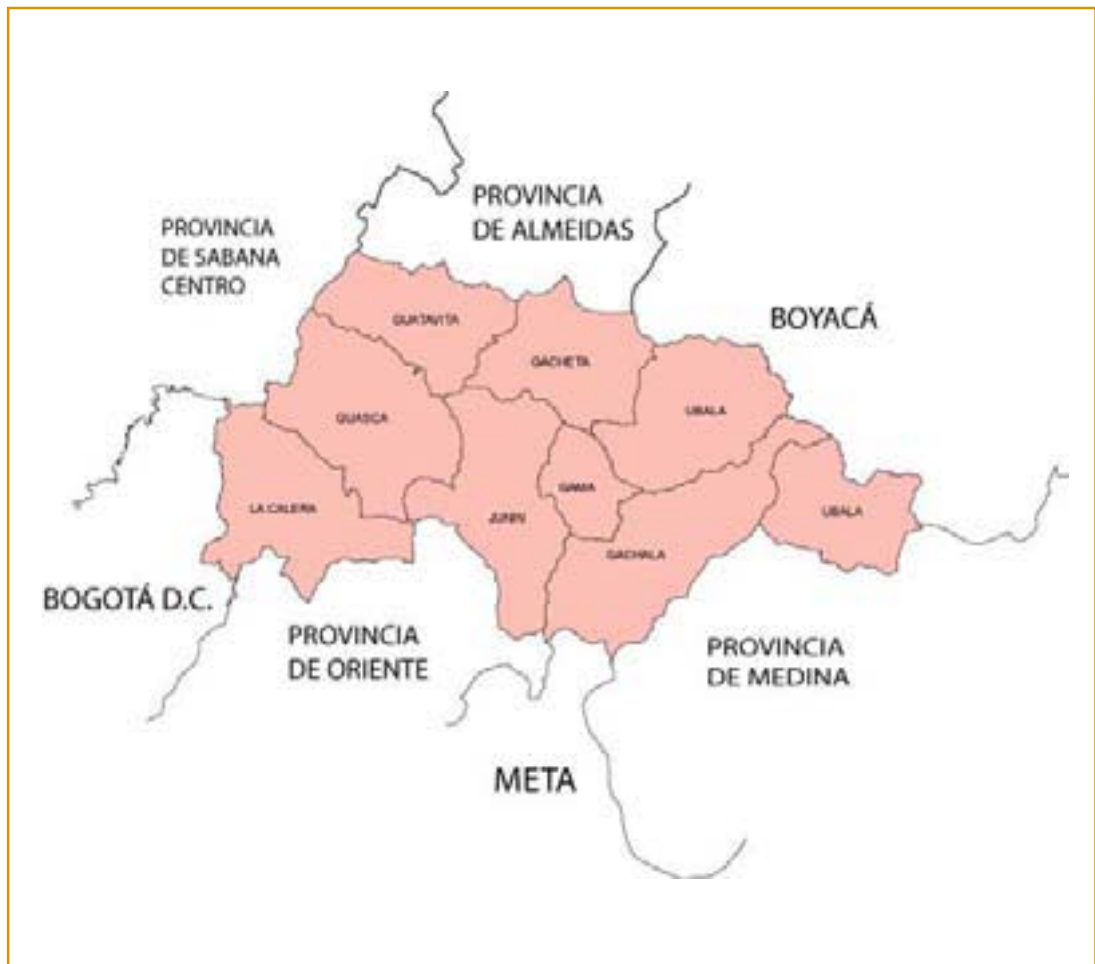 PROVINCIA
DE ALMEIDAS
PROVINCIA
DE SABANA
CENTRO
BOYACÁ
GUATAVITA
GACHETA
UBALA
GUASCA
GAMA
LA CALERA
JUNIN
UBALA
GACHALA
BOGOTÁ D.C.
PROVINCIA
DE ORIENTE
PROVINCIA
DE MEDINA
META